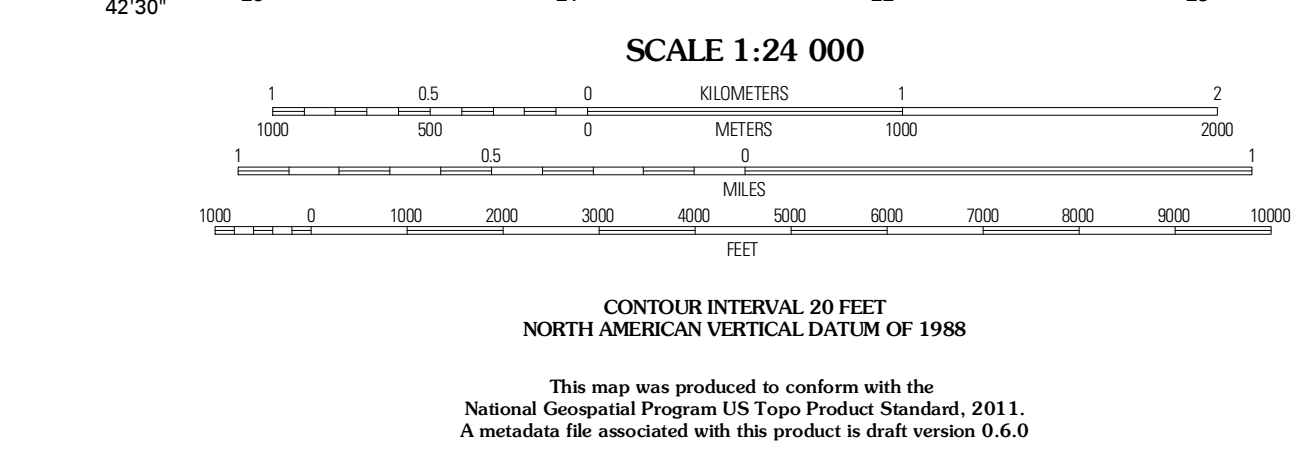 42'30"
SCALE 1:24 000
1 0.5 0 KILOMETERS 1 2
1000 500 0 METERS 1000 2000
1 0.5 0 1
MILES
1000 0 1000 2000 3000 4000 5000 6000 7000 8000 9000 10000
FEET
CONTOUR INTERVAL 20 FEET
NORTH AMERICAN VERTICAL DATUM OF 1988
This map was produced to conform with the
National Geospatial Program US Topo Product Standard, 2011.
A metadata file associated with this product is draft version 0.6.0